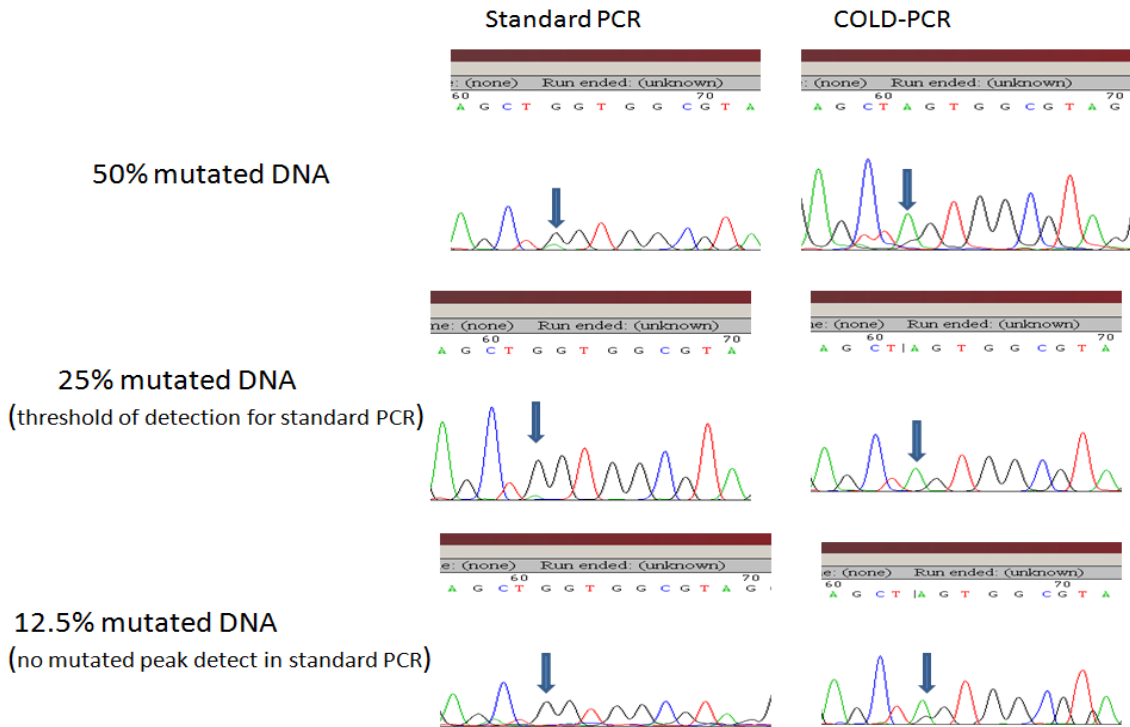 Standard PCR
COLD-PCR
e: (none) Run ended: (unknown)
60 70
A G C T G G T G G C G T A
(none) Run ended: (unknown)
60 70
A G C T A G T G G C G T A G
50% mutated DNA
ne: (none) Run ended: (unknown)
60 70
A G C T G G T G G C G T A
ne: (none) Run ended: (unknown)
60 70
A G C T|A G T G G C G T A
25% mutated DNA
(threshold of detection for standard PCR)
e: (none) Run ended: (unknown)
60 70
A G C T G G T G G C G T A G
e: (none) Run ended: (unknown)
60 70
A G C T|A G T G G C G T A
12.5% mutated DNA
(no mutated peak detect in standard PCR)